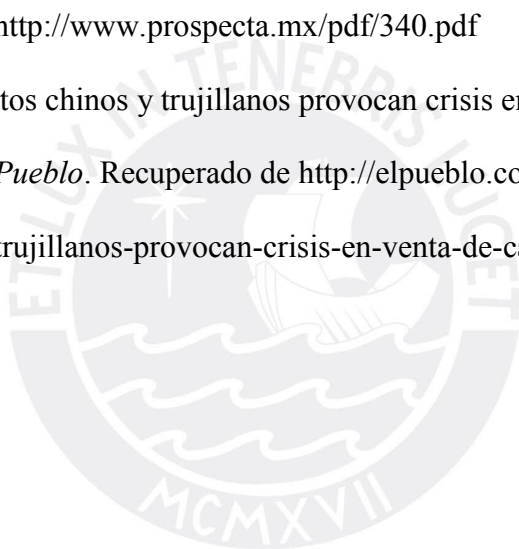 http://www.prospecta.mx/pdf/340.pdf
tos chinos y trujillanos provocan crisis en
Pueblo. Recuperado de http://elpueblo.co
trujillanos-provocan-crisis-en-venta-de-ca
ET LUX IN TENEBRIS LUCET
MCMXVII